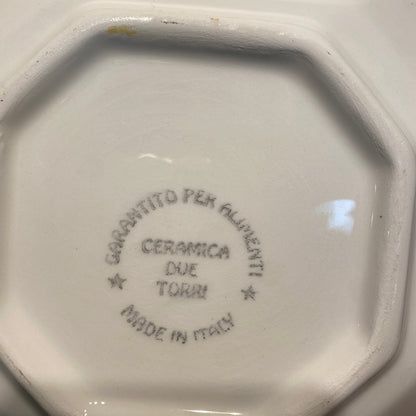 GARANTITO PER ALIMENTI
CERAMICA
DUE
TORRI
MADE IN ITALY